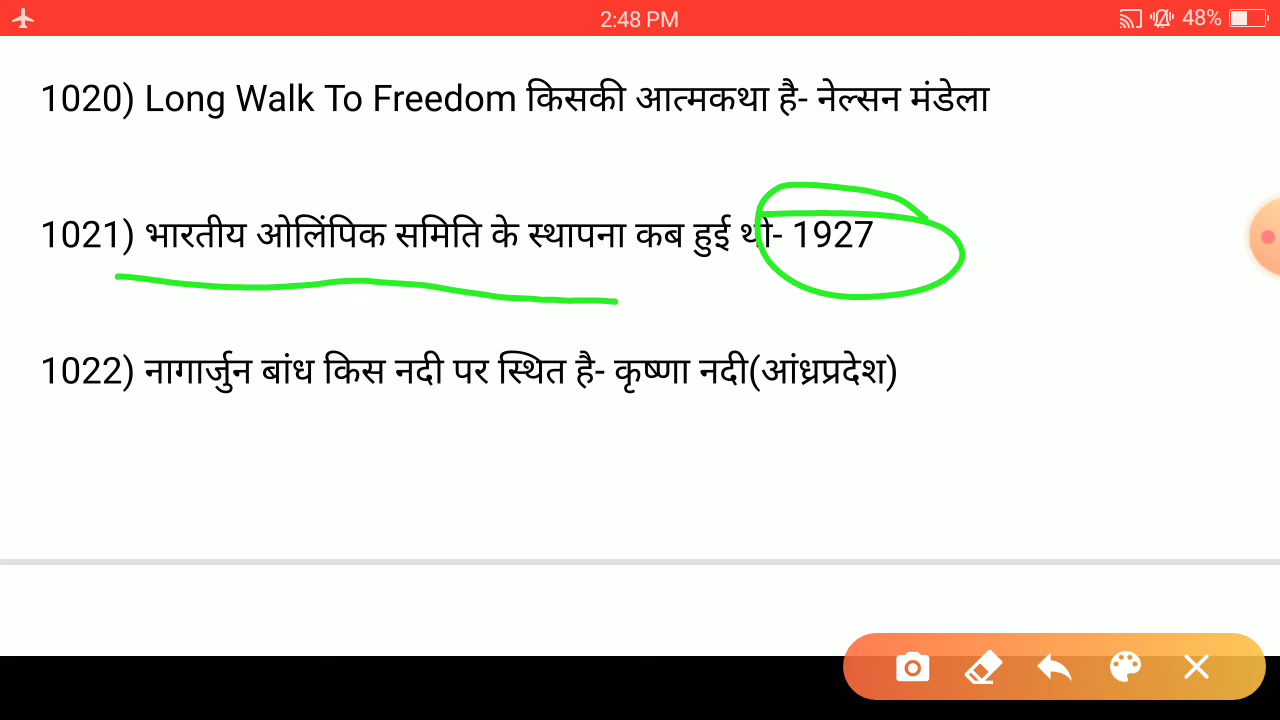 2:48 PM
48%
1020) Long Walk To Freedom किसकी आत्मकथा है- नेल्सन मंडेला
1021) भारतीय ओलिंपिक समिति के स्थापना कब हुई थी- 1927
1022) नागार्जुन बांध किस नदी पर स्थित है- कृष्णा नदी(आंध्रप्रदेश)